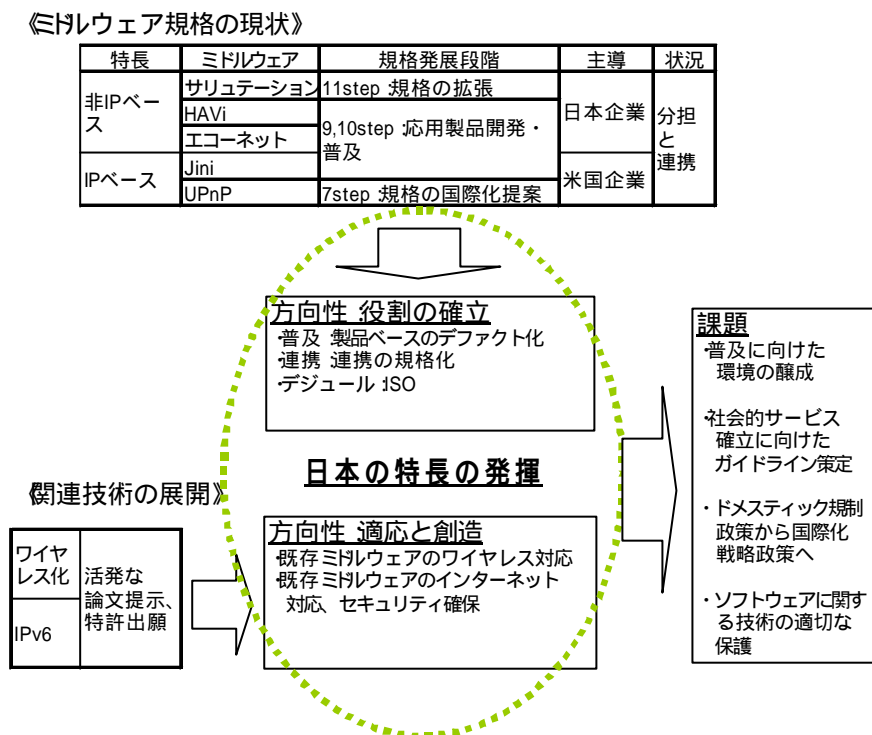 《ミドルウェア規格の現状》
特長 ミドルウェア 規格発展段階 主導 状況
非IPベー
ス
サリュテーション 11step:規格の拡張
HAVi
エコーネット
9,10step:応用製品開発・
普及
日本企業
分担
と
連携
IPベース
Jini
UPnP 7step:規格の国際化提案
米国企業
方向性:役割の確立
・普及:製品ベースのデファクト化
・連携:連携の規格化
・デジュール:ISO
日本の特長の発揮
《関連技術の展開》
ワイヤ
レス化
IPv6
活発な
論文提示、
特許出願
方向性:適応と創造
・既存ミドルウェアのワイヤレス対応
・既存ミドルウェアのインターネット
対応、セキュリティ確保
課題
・普及に向けた
環境の醸成
・社会的サービス
確立に向けた
ガイドライン策定
・ドメスティック規制
政策から国際化
戦略政策へ
・ソフトウェアに関す
る技術の適切な
保護